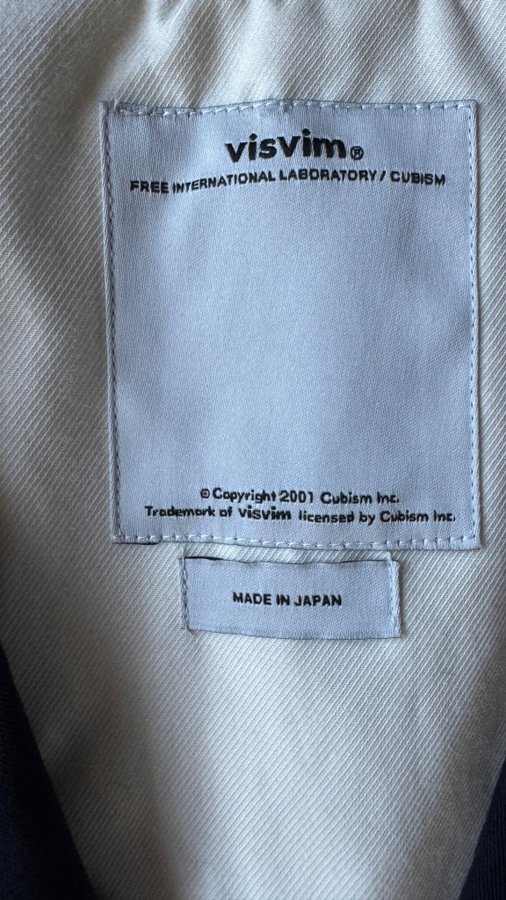 visvim®
FREE INTERNATIONAL LABORATORY / CUBISM
© Copyright 2001 Cubism Inc.
Trademark of visvim licensed by Cubism Inc.
MADE IN JAPAN